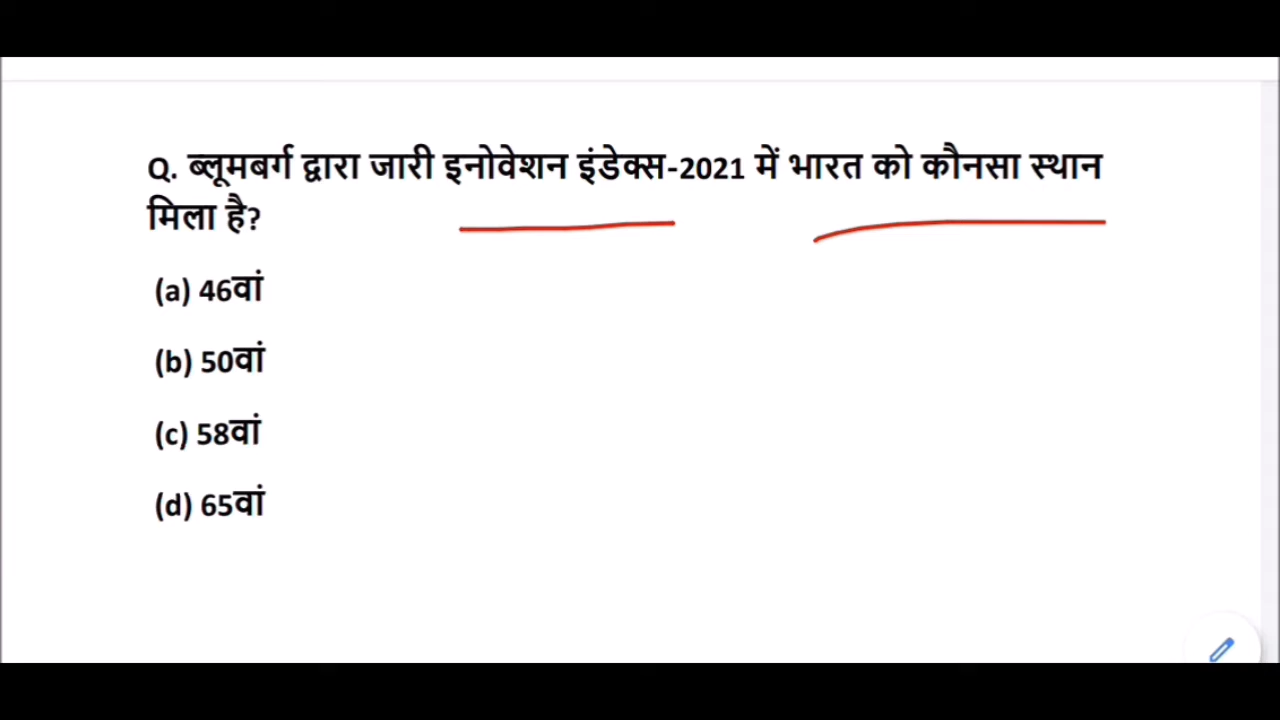 Q. ब्लूमबर्ग द्वारा जारी इनोवेशन इंडेक्स-2021 में भारत को कौनसा स्थान
मिला है?
(a) 46वां
(b) 50वां
(c) 58वां
(d) 65वां